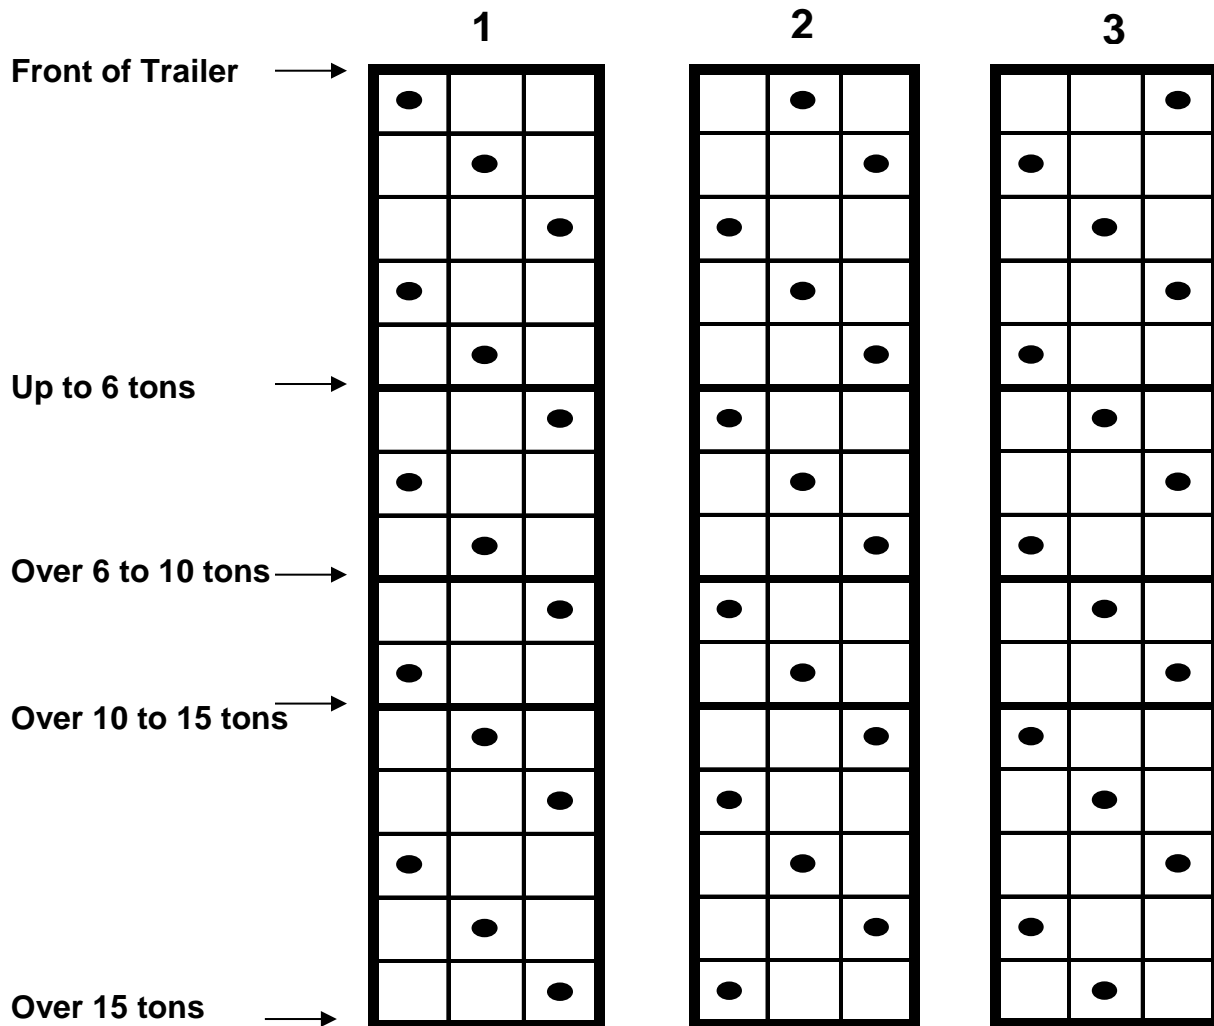 1 2 3
Front of Trailer
Up to 6 tons
Over 6 to 10 tons
Over 10 to 15 tons
Over 15 tons